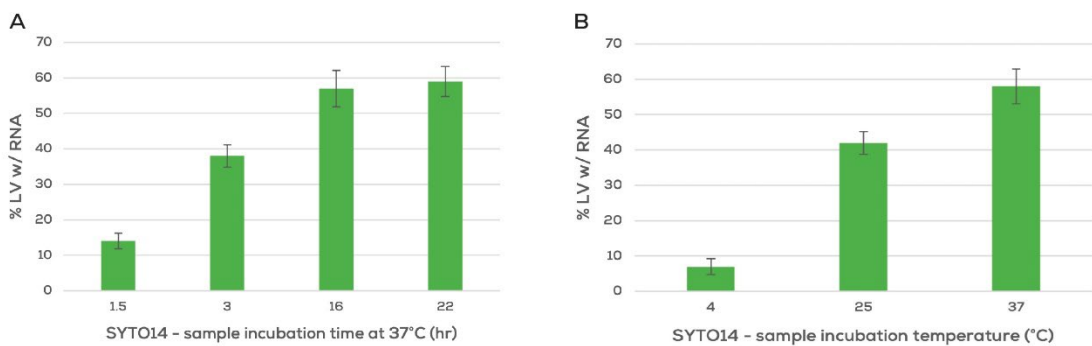 A
70
60
50
40
30
20
10
0
% LV w/ RNA
1.5 3 16 22
SYTO14 - sample incubation time at 37°C (hr)
B
70
60
50
40
30
20
10
0
% LV w/ RNA
4 25 37
SYTO14 - sample incubation temperature (°C)